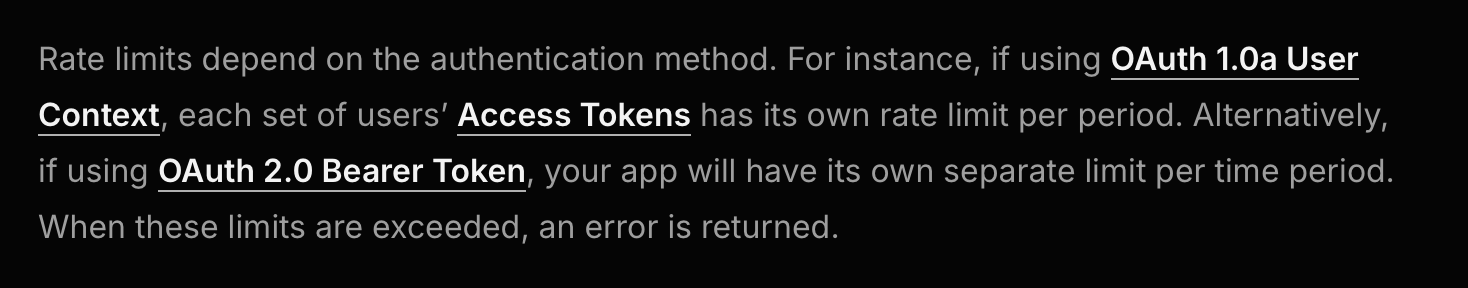 Rate limits depend on the authentication method. For instance, if using OAuth 1.0a User
Context, each set of users’ Access Tokens has its own rate limit per period. Alternatively,
if using OAuth 2.0 Bearer Token, your app will have its own separate limit per time period.
When these limits are exceeded, an error is returned.